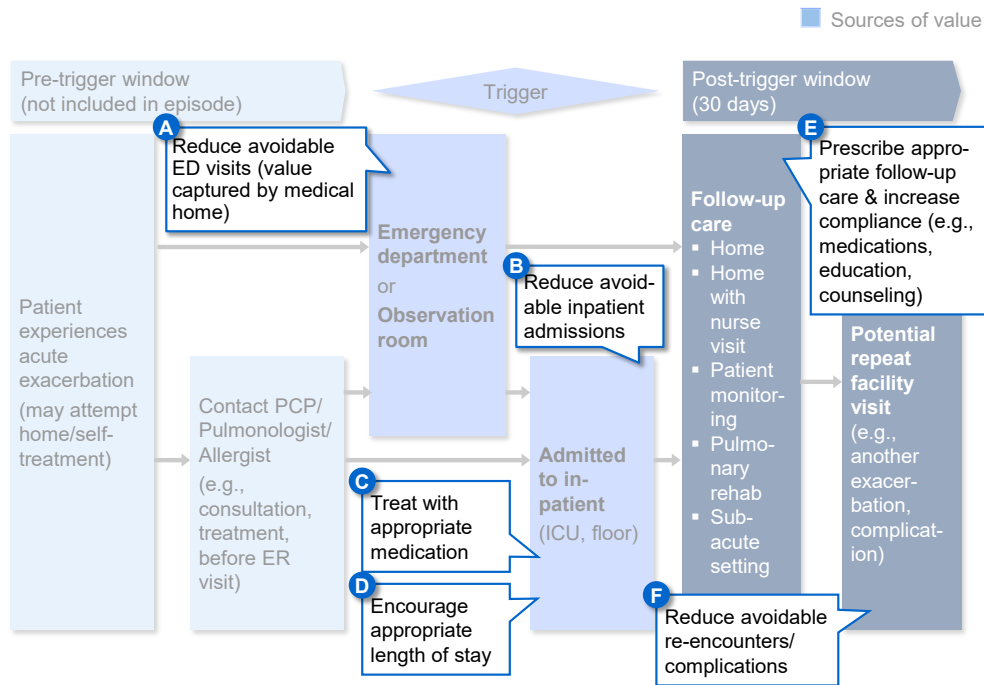 Sources of value
Pre-trigger window
(not included in episode)
Trigger
Post-trigger window
(30 days)
A
Reduce avoidable
ED visits (value
captured by medical
home)
E
Prescribe appro-
priate follow-up
care & increase
compliance (e.g.,
medications,
education,
counseling)
Patient
experiences
acute
exacerbation
(may attempt
home/self-
treatment)
Contact PCP/
Pulmonologist/
Allergist
(e.g.,
consultation,
treatment,
before ER
visit)
Emergency
department
or
Observation
room
B
Reduce avoid-
able inpatient
admissions
Admitted
to in-
patient
(ICU, floor)
C
Treat with
appropriate
medication
D
Encourage
appropriate
length of stay
Follow-up
care
▪ Home
▪ Home
with
nurse
visit
▪ Patient
monitor-
ing
▪ Pulmo-
nary
rehab
▪ Sub-
acute
setting
Potential
repeat
facility
visit
(e.g.,
another
exacer-
bation,
complicat-
ion)
F
Reduce avoidable
re-encounters/
complications